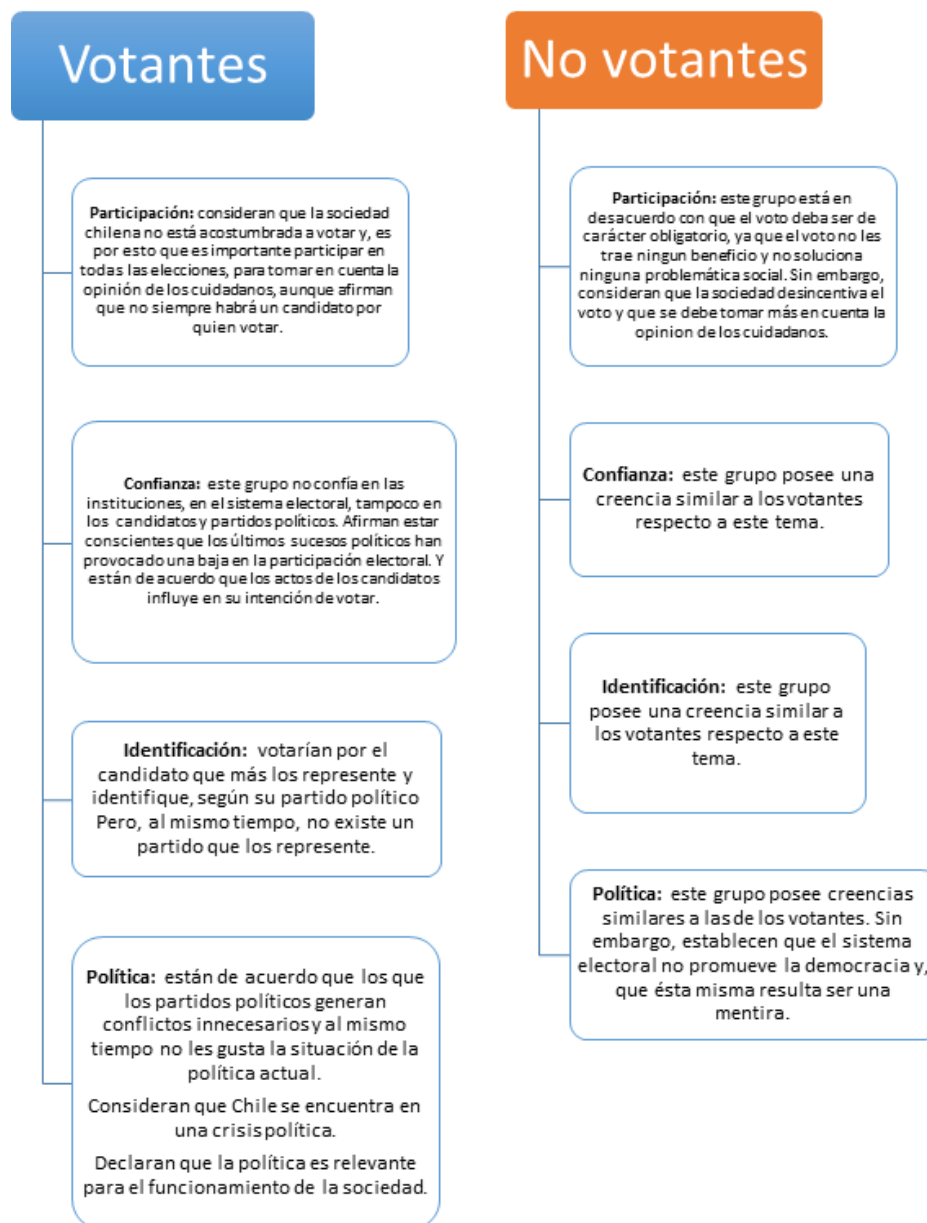 Votantes
Participación: consideran que la sociedad
chilena no está acostumbrada a votar y, es
por esto que es importante participar en
todas las elecciones, para tomar en cuenta la
opinión de los cuidadanos, aunque afirman
que no siempre habrá un candidato por
quien votar.
Confianza: este grupo no confía en las
instituciones, en el sistema electoral, tampoco en
los candidatos y partidos políticos. Afirman estar
conscientes que los últimos sucesos políticos han
provocado una baja en la participación electoral. Y
están de acuerdo que los actos de los candidatos
influye en su intención de votar.
Identificación: votarían por el
candidato que más los represente y
identifique, según su partido político
Pero, al mismo tiempo, no existe un
partido que los represente.
Política: están de acuerdo que los que
los partidos políticos generan
conflictos innecesarios y al mismo
tiempo no les gusta la situación de la
política actual.
Consideran que Chile se encuentra en
una crisis política.
Declaran que la política es relevante
para el funcionamiento de la sociedad.
No votantes
Participación: este grupo está en
desacuerdo con que el voto deba ser de
carácter obligatorio, ya que el voto no les
trae ningun beneficio y no soluciona
ninguna problemática social. Sin embargo,
consideran que la sociedad desincentiva el
voto y que se debe tomar más en cuenta la
opinion de los cuidadanos.
Confianza: este grupo posee una
creencia similar a los votantes
respecto a este tema.
Identificación: este grupo
posee una creencia similar a
los votantes respecto a este
tema.
Política: este grupo posee creencias
similares a las de los votantes. Sin
embargo, establecen que el sistema
electoral no promueve la democracia y,
que ésta misma resulta ser una
mentira.